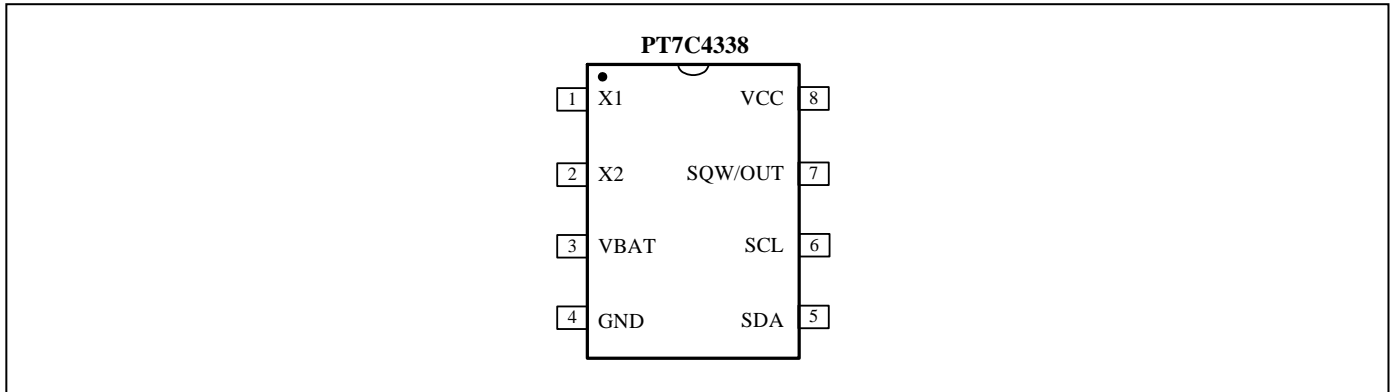 PT7C4338
1 X1 VCC 8
2 X2 SQW/OUT 7
3 VBAT SCL 6
4 GND SDA 5